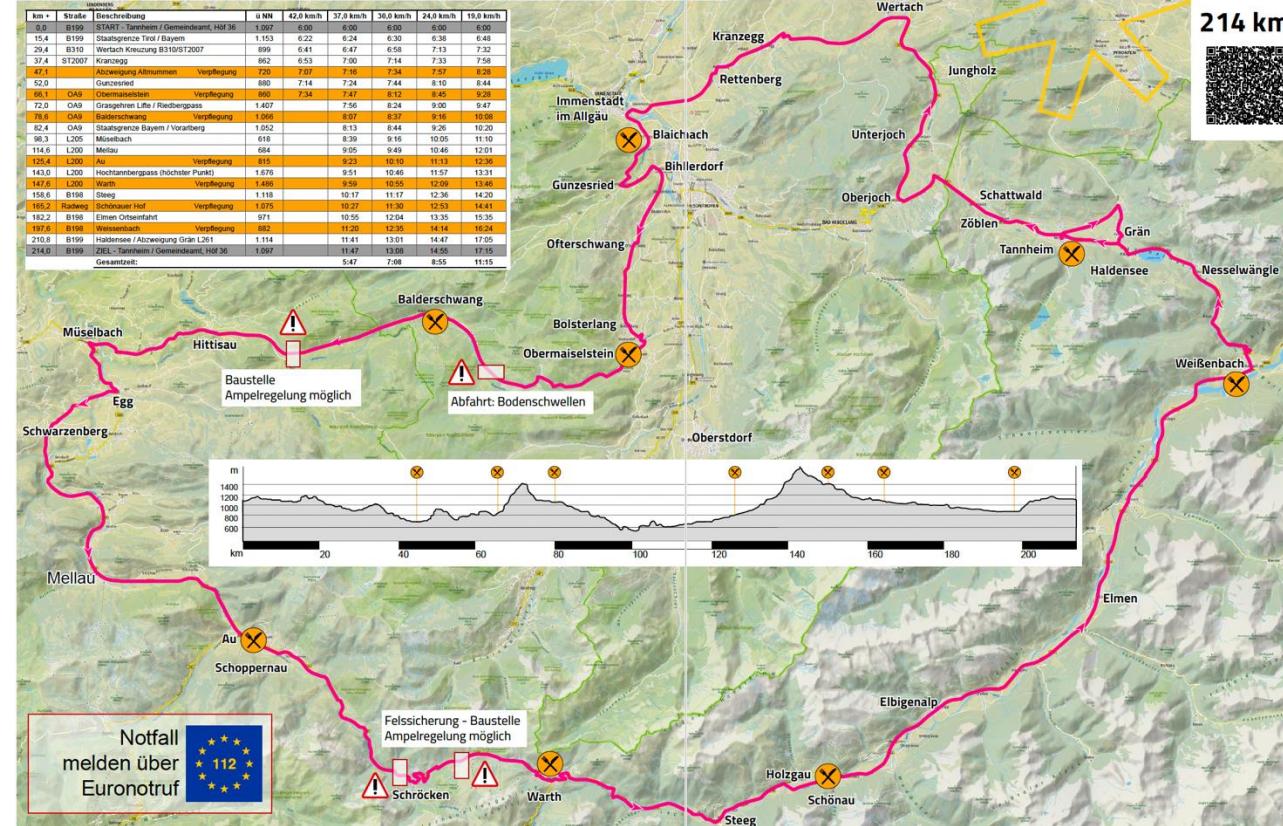 km + Straße Beschreibung ü NN 42,0 km/h 37,0 km/h 30,0 km/h 24,0 km/h 19,0 km/h
0,0 B199 START - Tannheim / Gemeindeamt, Höf 36 1.097 6:00 6:00 6:00 6:00 6:00
15,4 B199 Staatsgrenze Tirol / Bayern 1.153 6:22 6:24 6:30 6:38 6:48
29,4 B310 Wertach Kreuzung B310/ST2007 899 6:41 6:47 6:58 7:13 7:32
37,4 ST2007 Kranzegg 862 6:53 7:00 7:14 7:33 7:58
47,1 Abzweigung Altmummen Verpflegung 720 7:07 7:16 7:34 7:57 8:28
52,0 Gunzesried 880 7:14 7:24 7:44 8:10 8:44
66,1 OA9 Obermaiselstein Verpflegung 860 7:34 7:47 8:12 8:45 9:28
72,0 OA9 Grasgehren Lifte / Riedbergpass 1.407 7:56 8:24 9:00 9:47
78,6 OA9 Balderschwang Verpflegung 1.066 8:07 8:37 9:16 10:08
82,4 OA9 Staatsgrenze Bayern / Vorarlberg 1.052 8:13 8:44 9:26 10:20
98,3 L205 Müselbach 618 8:39 9:16 10:05 11:10
114,6 L200 Mellau 684 9:05 9:49 10:46 12:01
125,4 L200 Au Verpflegung 815 9:23 10:10 11:13 12:36
143,0 L200 Hochtannbergpass (höchster Punkt) 1.676 9:51 10:46 11:57 13:31
147,6 L200 Warth Verpflegung 1.486 9:59 10:55 12:09 13:46
158,6 B198 Steeg 1.118 10:17 11:17 12:36 14:20
165,2 Radweg Schönauer Hof Verpflegung 1.075 10:27 11:30 12:53 14:41
182,2 B198 Elmen Ortseinfahrt 971 10:55 12:04 13:35 15:35
197,6 B198 Weissenbach Verpflegung 882 11:20 12:35 14:14 16:24
210,8 B199 Haldensee / Abzweigung Grän L261 1.114 11:41 13:01 14:47 17:05
214,0 B199 ZIEL - Tannheim / Gemeindeamt, Höf 36 1.097 11:47 13:08 14:55 17:15
Gesamtzeit: 5:47 7:08 8:55 11:15
214 km
Wertach
Kranzegg
Rettenberg
Jungholz
Immenstadt
im Allgäu
Blaichach
Unterjoch
Bihlerdorf
Gunzesried
Oberjoch
Schattwald
Zöblen
Grän
Tannheim
Haldensee
Nesselwängle
Ofterschwang
Balderschwang
Bolsterlang
Müselbach
Hittisau
Obermaiselstein
Weißenbach
Baustelle
Ampelregelung möglich
Abfahrt: Bodenschwellen
Egg
Schwarzenberg
Oberstdorf
m
1400
1200
1000
800
600
km 20 40 60 80 100 120 140 160 180 200
Mellau
Elmen
Au
Schoppernau
Elbigenalp
Felssicherung - Baustelle
Ampelregelung möglich
Notfall
melden über
Euronotruf
112
Schröcken
Warth
Holzgau
Schönau
Steeg